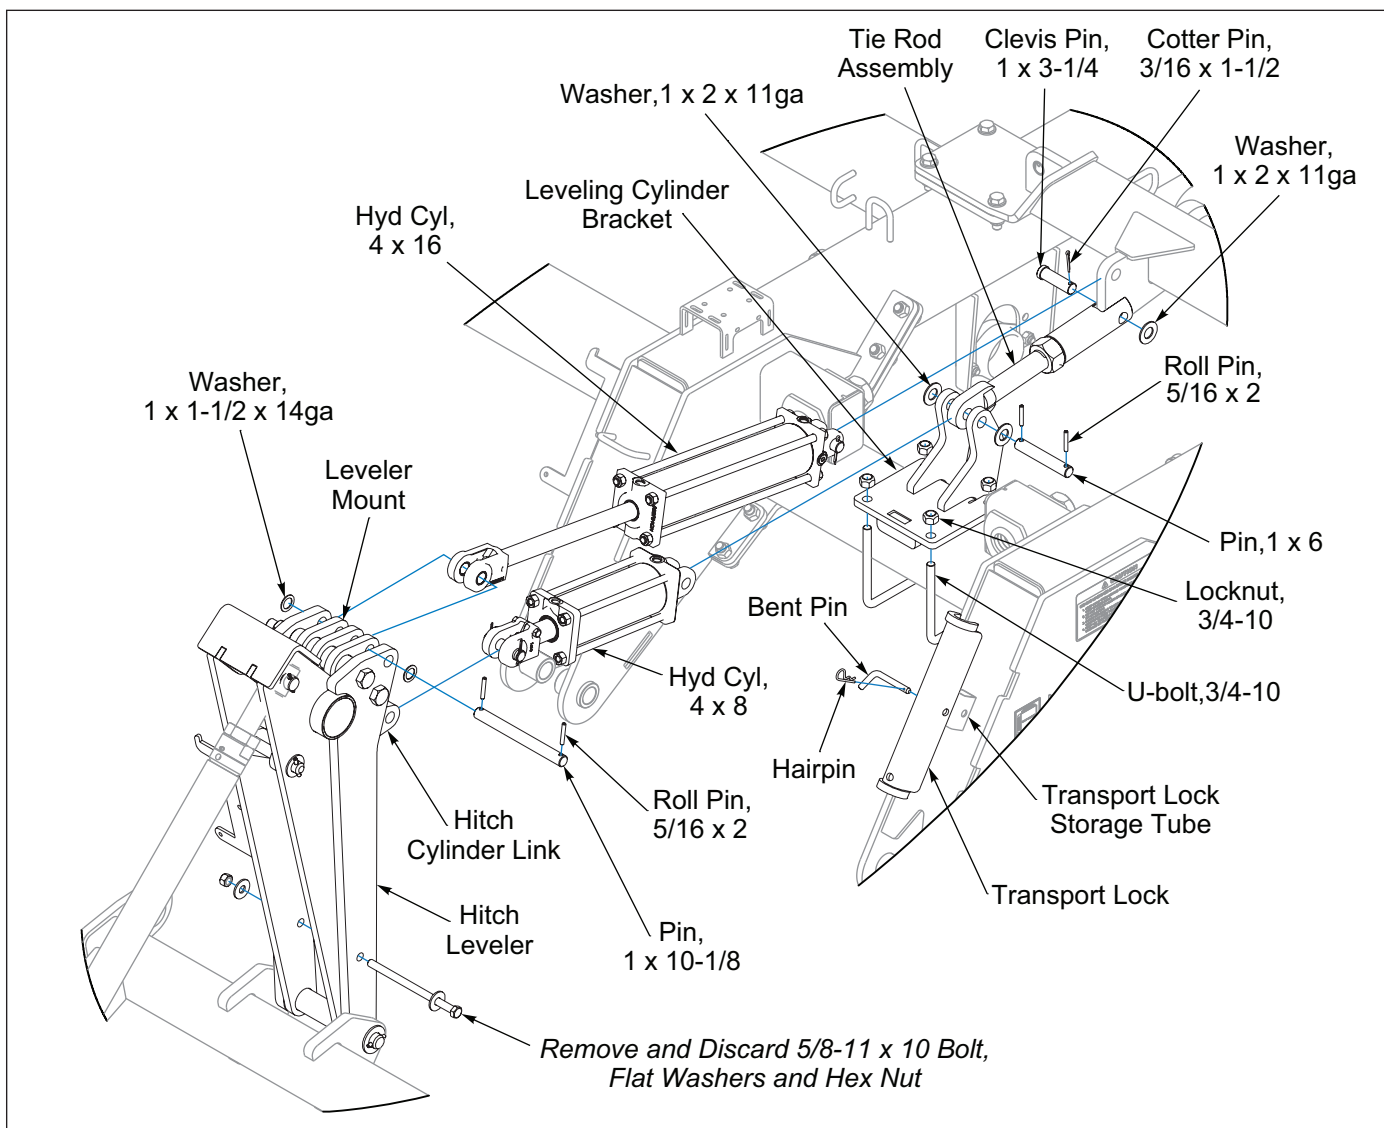 Tie Rod
Assembly
Clevis Pin,
1 x 3-1/4
Cotter Pin,
3/16 x 1-1/2
Washer,1 x 2 x 11ga
Washer,
1 x 2 x 11ga
Leveling Cylinder
Bracket
Hyd Cyl,
4 x 16
Roll Pin,
5/16 x 2
Washer,
1 x 1-1/2 x 14ga
Leveler
Mount
Pin,1 x 6
Locknut,
3/4-10
Bent Pin
Hyd Cyl,
4 x 8
U-bolt,3/4-10
Hairpin
Transport Lock
Storage Tube
Roll Pin,
5/16 x 2
Hitch
Cylinder Link
Transport Lock
Hitch
Leveler
Pin,
1 x 10-1/8
Remove and Discard 5/8-11 x 10 Bolt,
Flat Washers and Hex Nut